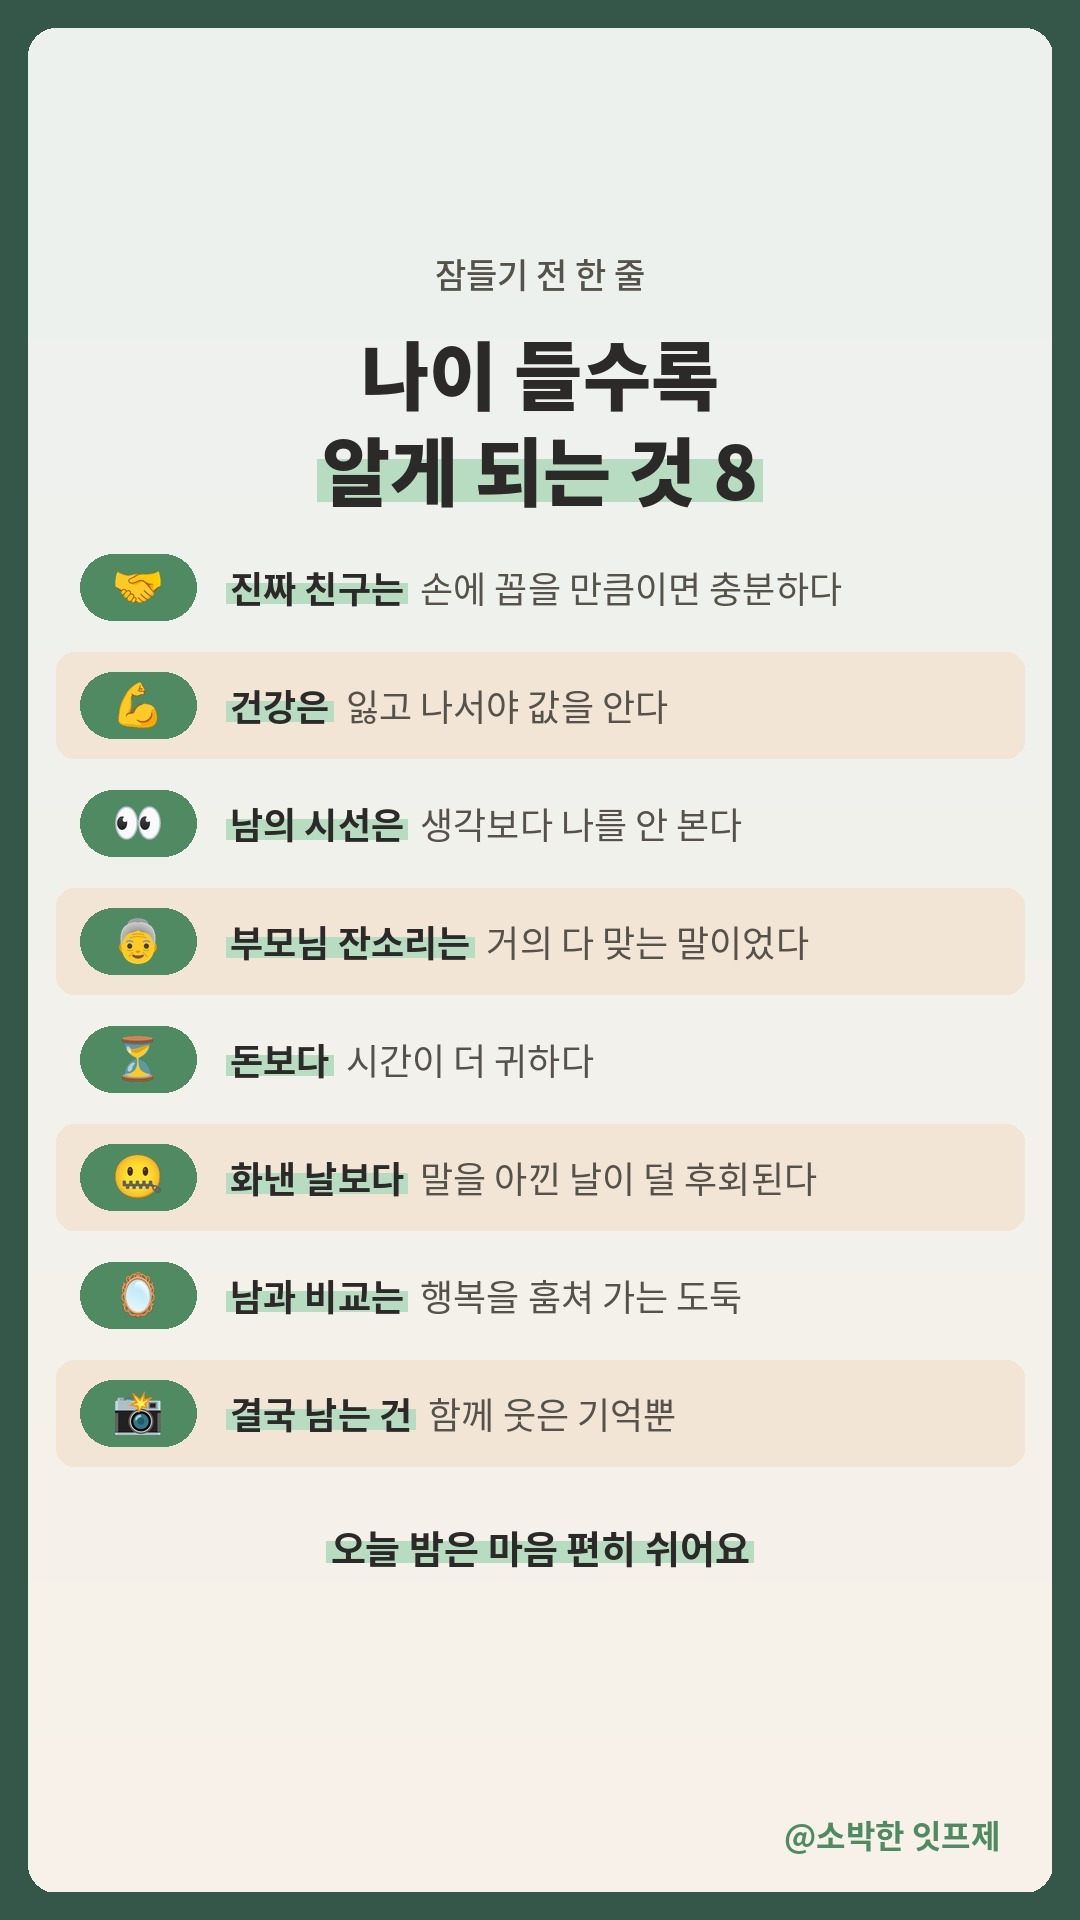 잠들기 전 한 줄
나이 들수록
알게 되는 것 8
진짜 친구는 손에 꼽을 만큼이면 충분하다
건강은 잃고 나서야 값을 안다
남의 시선은 생각보다 나를 안 본다
부모님 잔소리는 거의 다 맞는 말이었다
돈보다 시간이 더 귀하다
화낸 날보다 말을 아낀 날이 덜 후회된다
남과 비교는 행복을 훔쳐 가는 도둑
결국 남는 건 함께 웃은 기억뿐
오늘 밤은 마음 편히 쉬어요
@소박한 잇프제